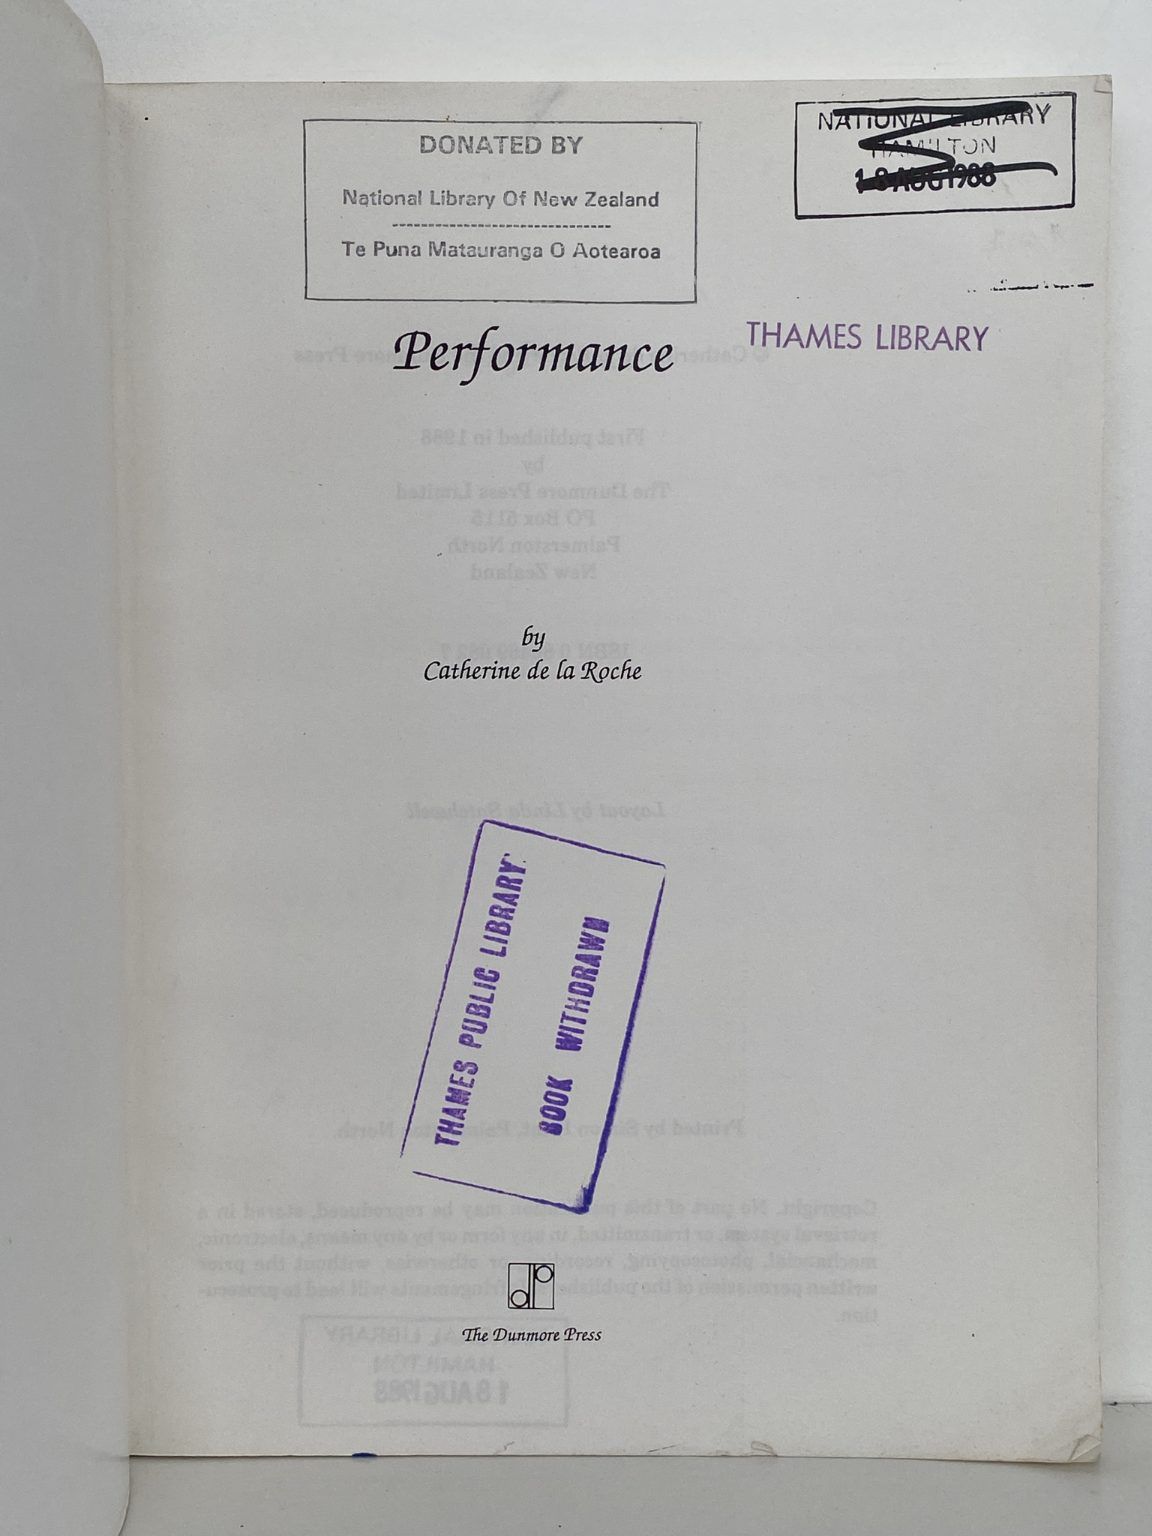 DONATED BY
National Library Of New Zealand
Te Puna Matauranga O Aotearoa
NATIONAL LIBRARY
HAMILTON
18 AUG 1988
THAMES LIBRARY
Performance
by
Catherine de la Roche
THAMES PUBLIC LIBRARY
BOOK WITHDRAWN
dp
The Dunmore Press